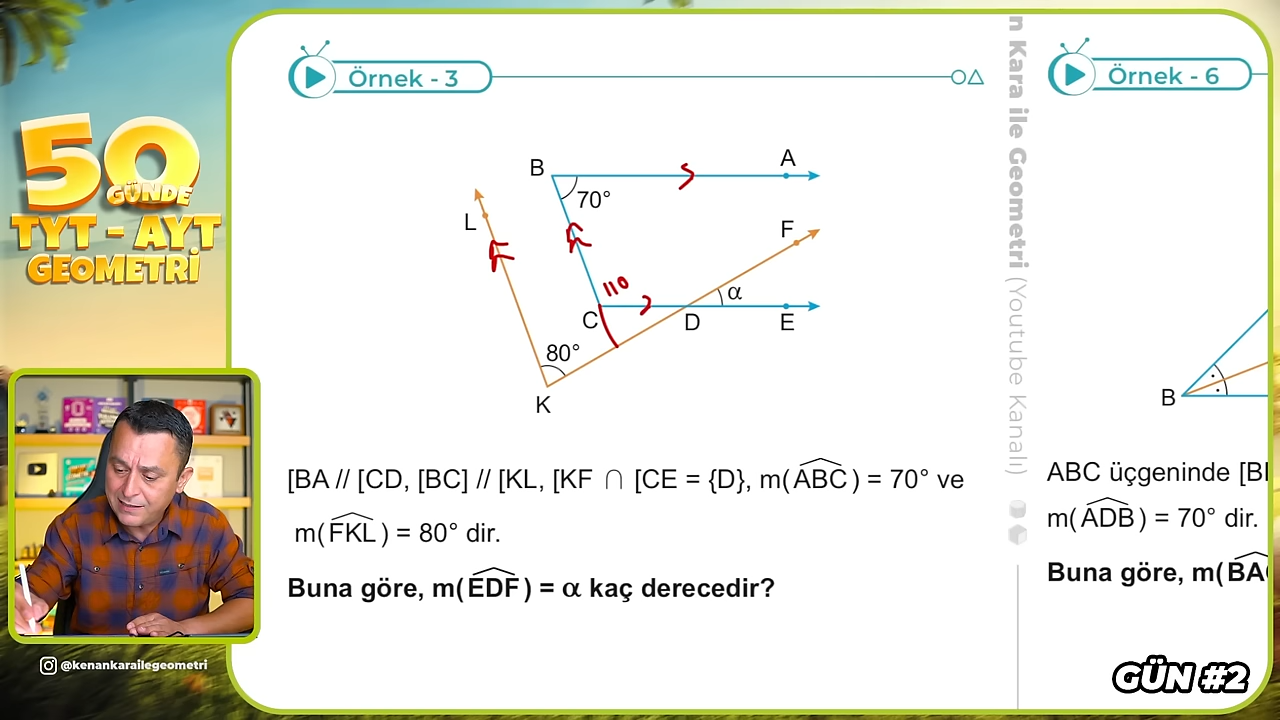 50
GÜNDE
TYT - AYT
GEOMETRİ
Örnek - 3
B
A
70°
L
F
110
α
C
D
E
80°
K
[BA // [CD, [BC] // [KL, [KF ∩ [CE = {D}, m(ABC) = 70° ve
m(FKL) = 80° dir.
Buna göre, m(EDF) = α kaç derecedir?
n Kara ile Geometri (Youtube Kanalı)
Örnek - 6
B
ABC üçgeninde [B
m(ADB) = 70° dir.
Buna göre, m(BA
@kenankarailegeometri
GÜN #2